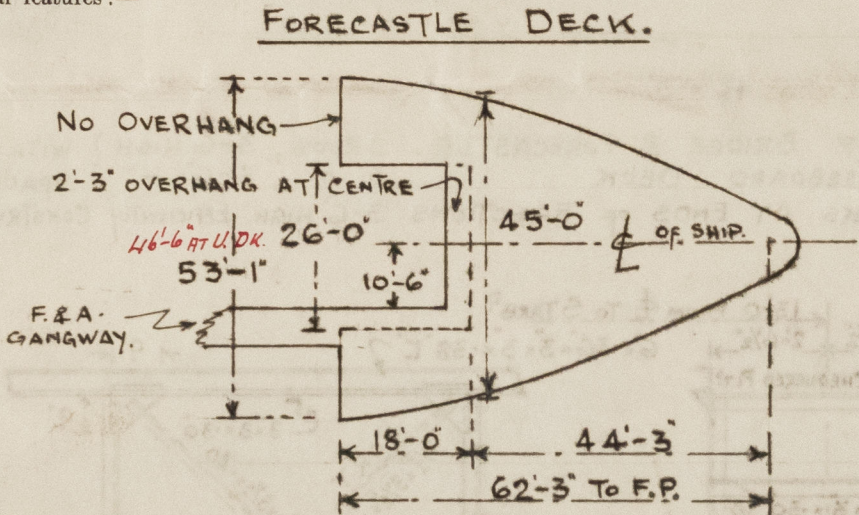 FORECASTLE DECK.
NO OVERHANG
2'-3" OVERHANG AT CENTRE
46'-6" AT U. DK.
26'-0"
45'-0"
℄ OF SHIP.
53'-1"
10'-6"
F. & A.
GANGWAY.
18'-0"
44'-3"
62'-3" TO F.P.